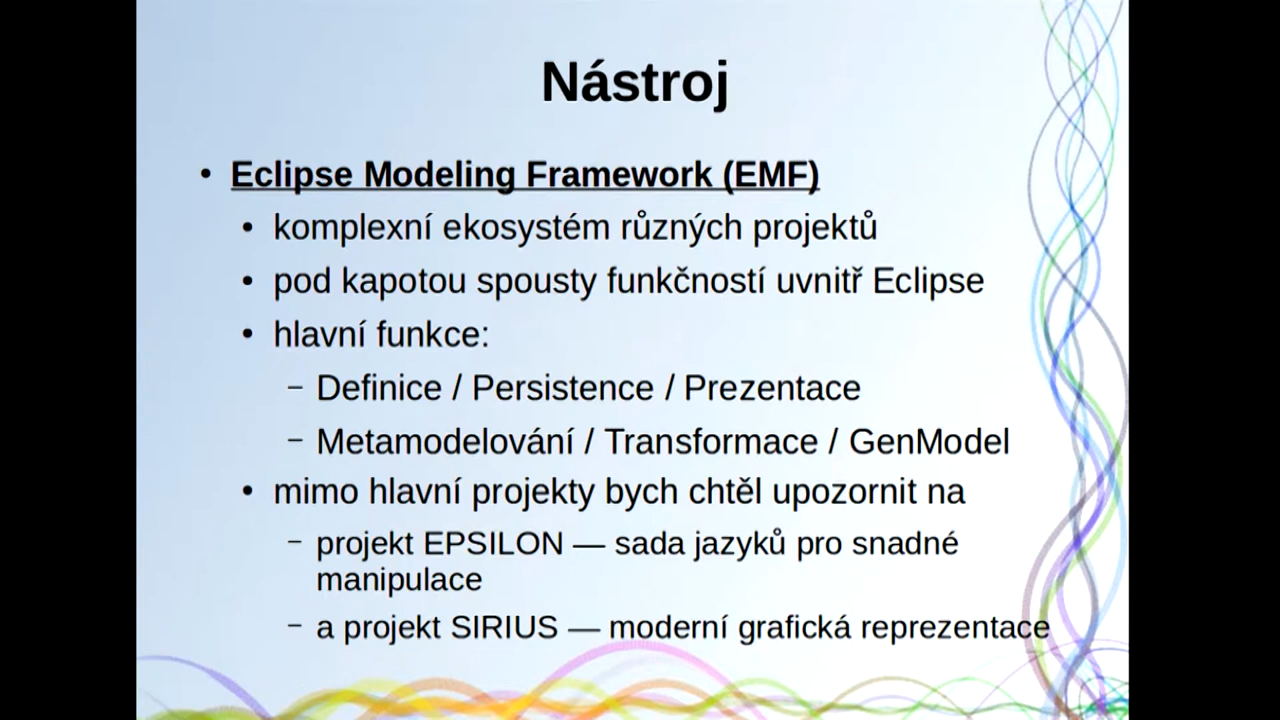 Nástroj
• Eclipse Modeling Framework (EMF)
• komplexní ekosystém různých projektů
• pod kapotou spousty funkčností uvnitř Eclipse
• hlavní funkce:
– Definice / Persistence / Prezentace
– Metamodelování / Transformace / GenModel
• mimo hlavní projekty bych chtěl upozornit na
– projekt EPSILON — sada jazyků pro snadné
manipulace
– a projekt SIRIUS — moderní grafická reprezentace